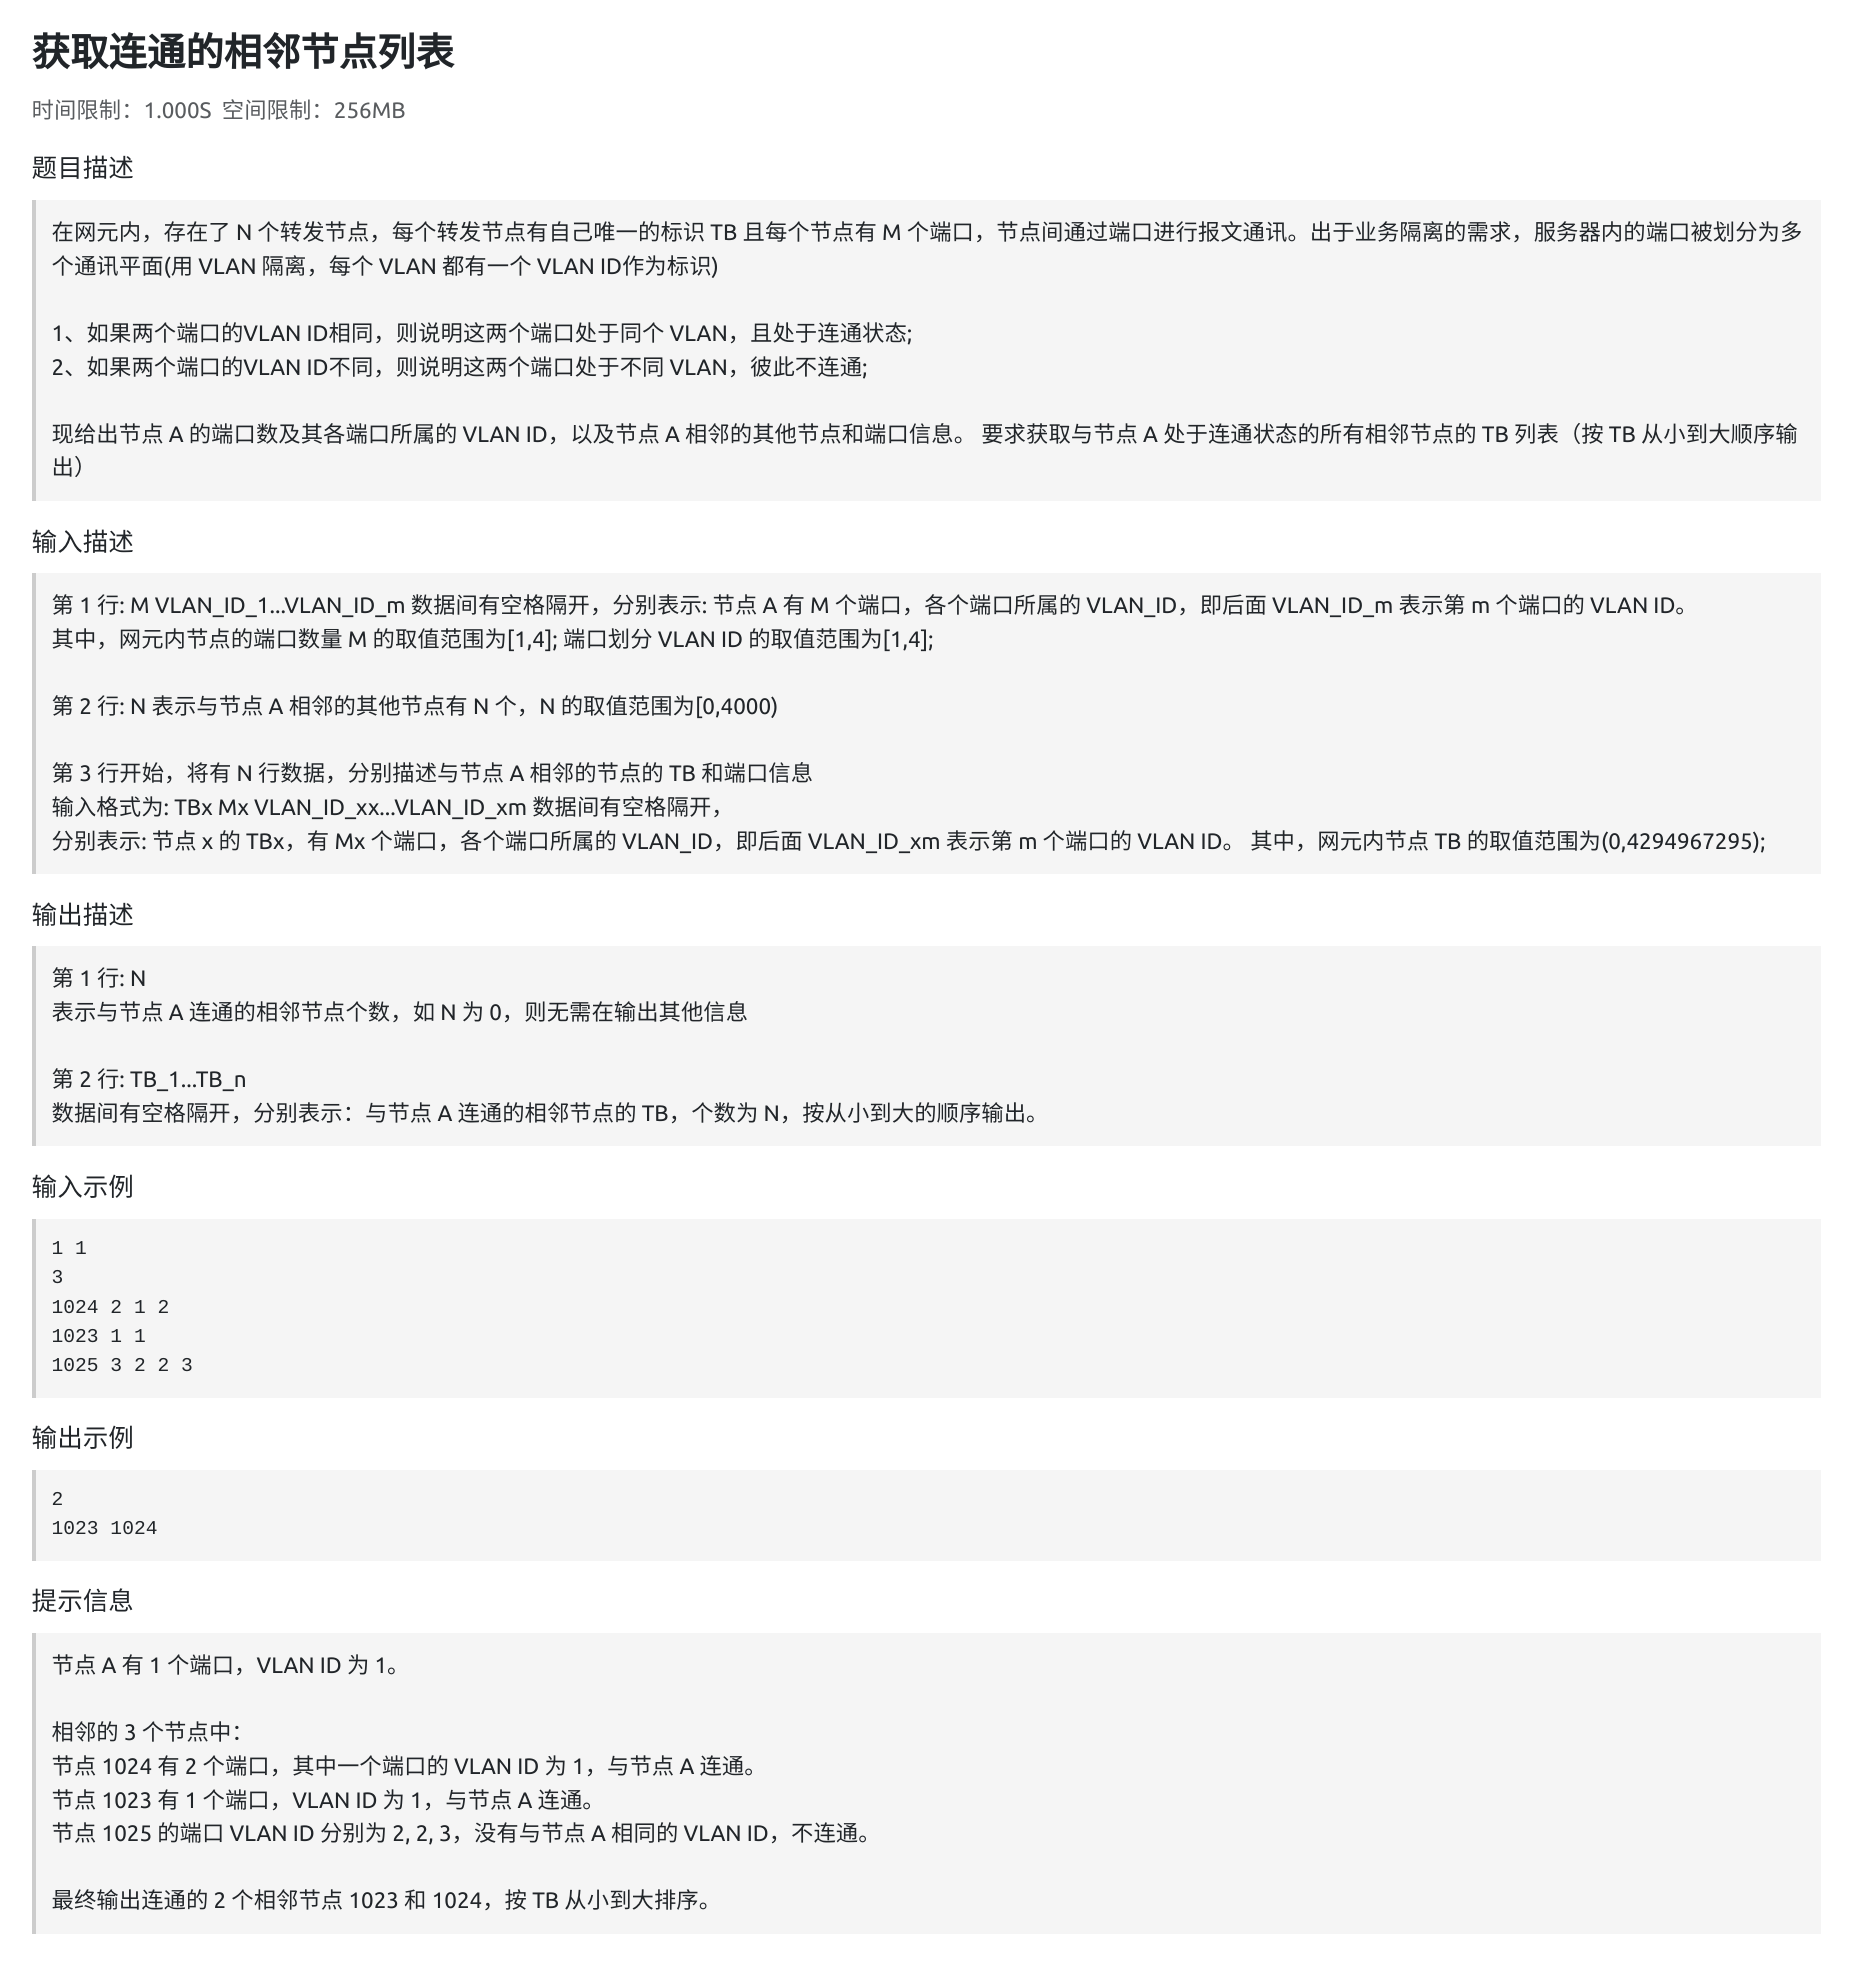 获取连通的相邻节点列表
时间限制：1.000S 空间限制：256MB
题目描述
在网元内，存在了 N 个转发节点，每个转发节点有自己唯一的标识 TB 且每个节点有 M 个端口，节点间通过端口进行报文通讯。出于业务隔离的需求，服务器内的端口被划分为多
个通讯平面(用 VLAN 隔离，每个 VLAN 都有一个 VLAN ID作为标识)
1、如果两个端口的VLAN ID相同，则说明这两个端口处于同个 VLAN，且处于连通状态;
2、如果两个端口的VLAN ID不同，则说明这两个端口处于不同 VLAN，彼此不连通;
现给出节点 A 的端口数及其各端口所属的 VLAN ID，以及节点 A 相邻的其他节点和端口信息。 要求获取与节点 A 处于连通状态的所有相邻节点的 TB 列表（按 TB 从小到大顺序输
出）
输入描述
第 1 行: M VLAN_ID_1...VLAN_ID_m 数据间有空格隔开，分别表示: 节点 A 有 M 个端口，各个端口所属的 VLAN_ID，即后面 VLAN_ID_m 表示第 m 个端口的 VLAN ID。
其中，网元内节点的端口数量 M 的取值范围为[1,4]; 端口划分 VLAN ID 的取值范围为[1,4];
第 2 行: N 表示与节点 A 相邻的其他节点有 N 个，N 的取值范围为[0,4000)
第 3 行开始，将有 N 行数据，分别描述与节点 A 相邻的节点的 TB 和端口信息
输入格式为: TBx Mx VLAN_ID_xx...VLAN_ID_xm 数据间有空格隔开，
分别表示: 节点 x 的 TBx，有 Mx 个端口，各个端口所属的 VLAN_ID，即后面 VLAN_ID_xm 表示第 m 个端口的 VLAN ID。 其中，网元内节点 TB 的取值范围为(0,4294967295);
输出描述
第 1 行: N
表示与节点 A 连通的相邻节点个数，如 N 为 0，则无需在输出其他信息
第 2 行: TB_1...TB_n
数据间有空格隔开，分别表示：与节点 A 连通的相邻节点的 TB，个数为 N，按从小到大的顺序输出。
输入示例
1 1
3
1024 2 1 2
1023 1 1
1025 3 2 2 3
输出示例
2
1023 1024
提示信息
节点 A 有 1 个端口，VLAN ID 为 1。
相邻的 3 个节点中：
节点 1024 有 2 个端口，其中一个端口的 VLAN ID 为 1，与节点 A 连通。
节点 1023 有 1 个端口，VLAN ID 为 1，与节点 A 连通。
节点 1025 的端口 VLAN ID 分别为 2, 2, 3，没有与节点 A 相同的 VLAN ID，不连通。
最终输出连通的 2 个相邻节点 1023 和 1024，按 TB 从小到大排序。